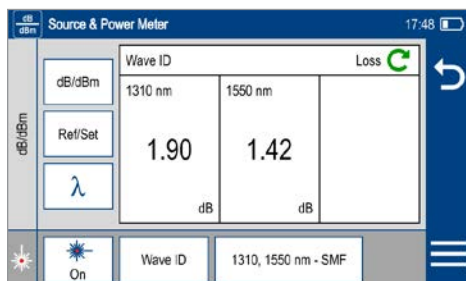 dB
dBm
Source & Power Meter
17:48
dB/dBm
dB/dBm
Ref/Set
λ
Wave ID
Loss
1310 nm
1550 nm
1.90
1.42
dB
dB
On
Wave ID
1310, 1550 nm - SMF